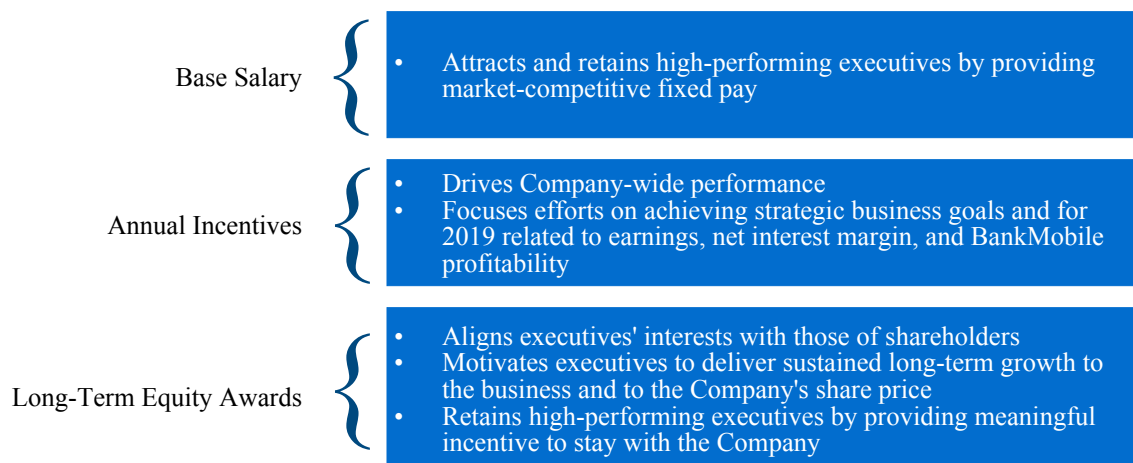 Base Salary
• Attracts and retains high-performing executives by providing
market-competitive fixed pay
Annual Incentives
• Drives Company-wide performance
• Focuses efforts on achieving strategic business goals and for
2019 related to earnings, net interest margin, and BankMobile
profitability
Long-Term Equity Awards
• Aligns executives' interests with those of shareholders
• Motivates executives to deliver sustained long-term growth to
the business and to the Company's share price
• Retains high-performing executives by providing meaningful
incentive to stay with the Company